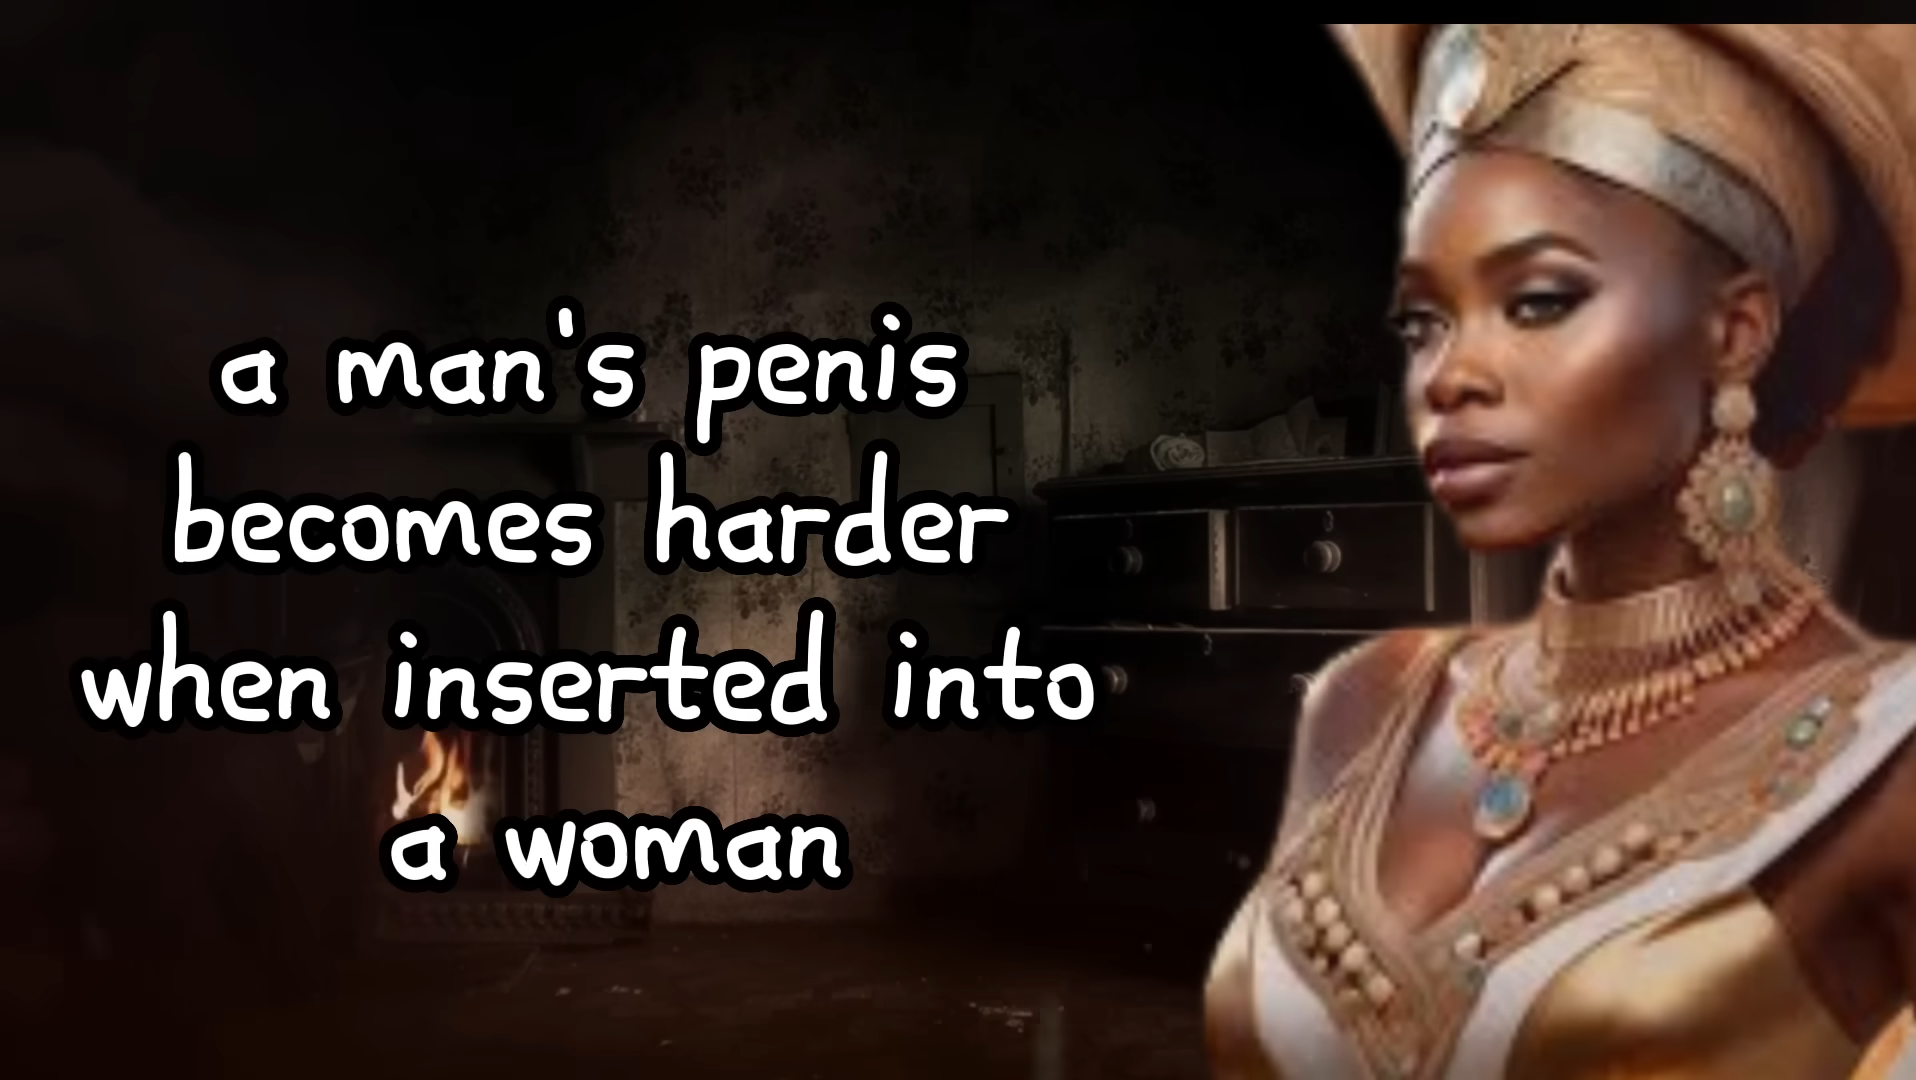 a man's penis
becomes harder
when inserted into
a woman